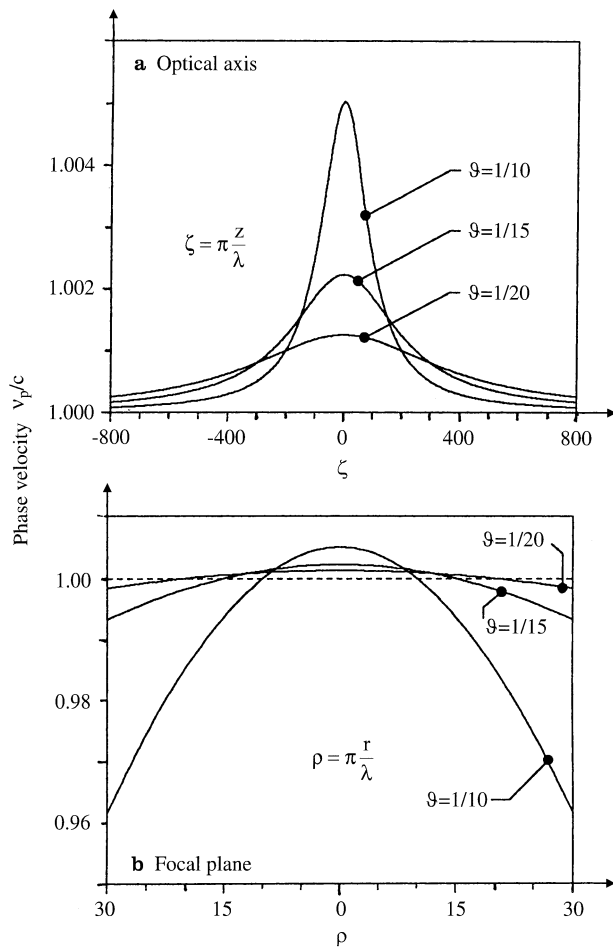 a Optical axis
1.004
1.002
1.000
ϑ=1/10
ϑ=1/15
ϑ=1/20
ζ = π z/λ
-800 -400 0 400 800
ζ
Phase velocity νp/c
1.00
0.98
0.96
ϑ=1/20
ϑ=1/15
ϑ=1/10
ρ = π r/λ
b Focal plane
30 15 0 15 30
ρ